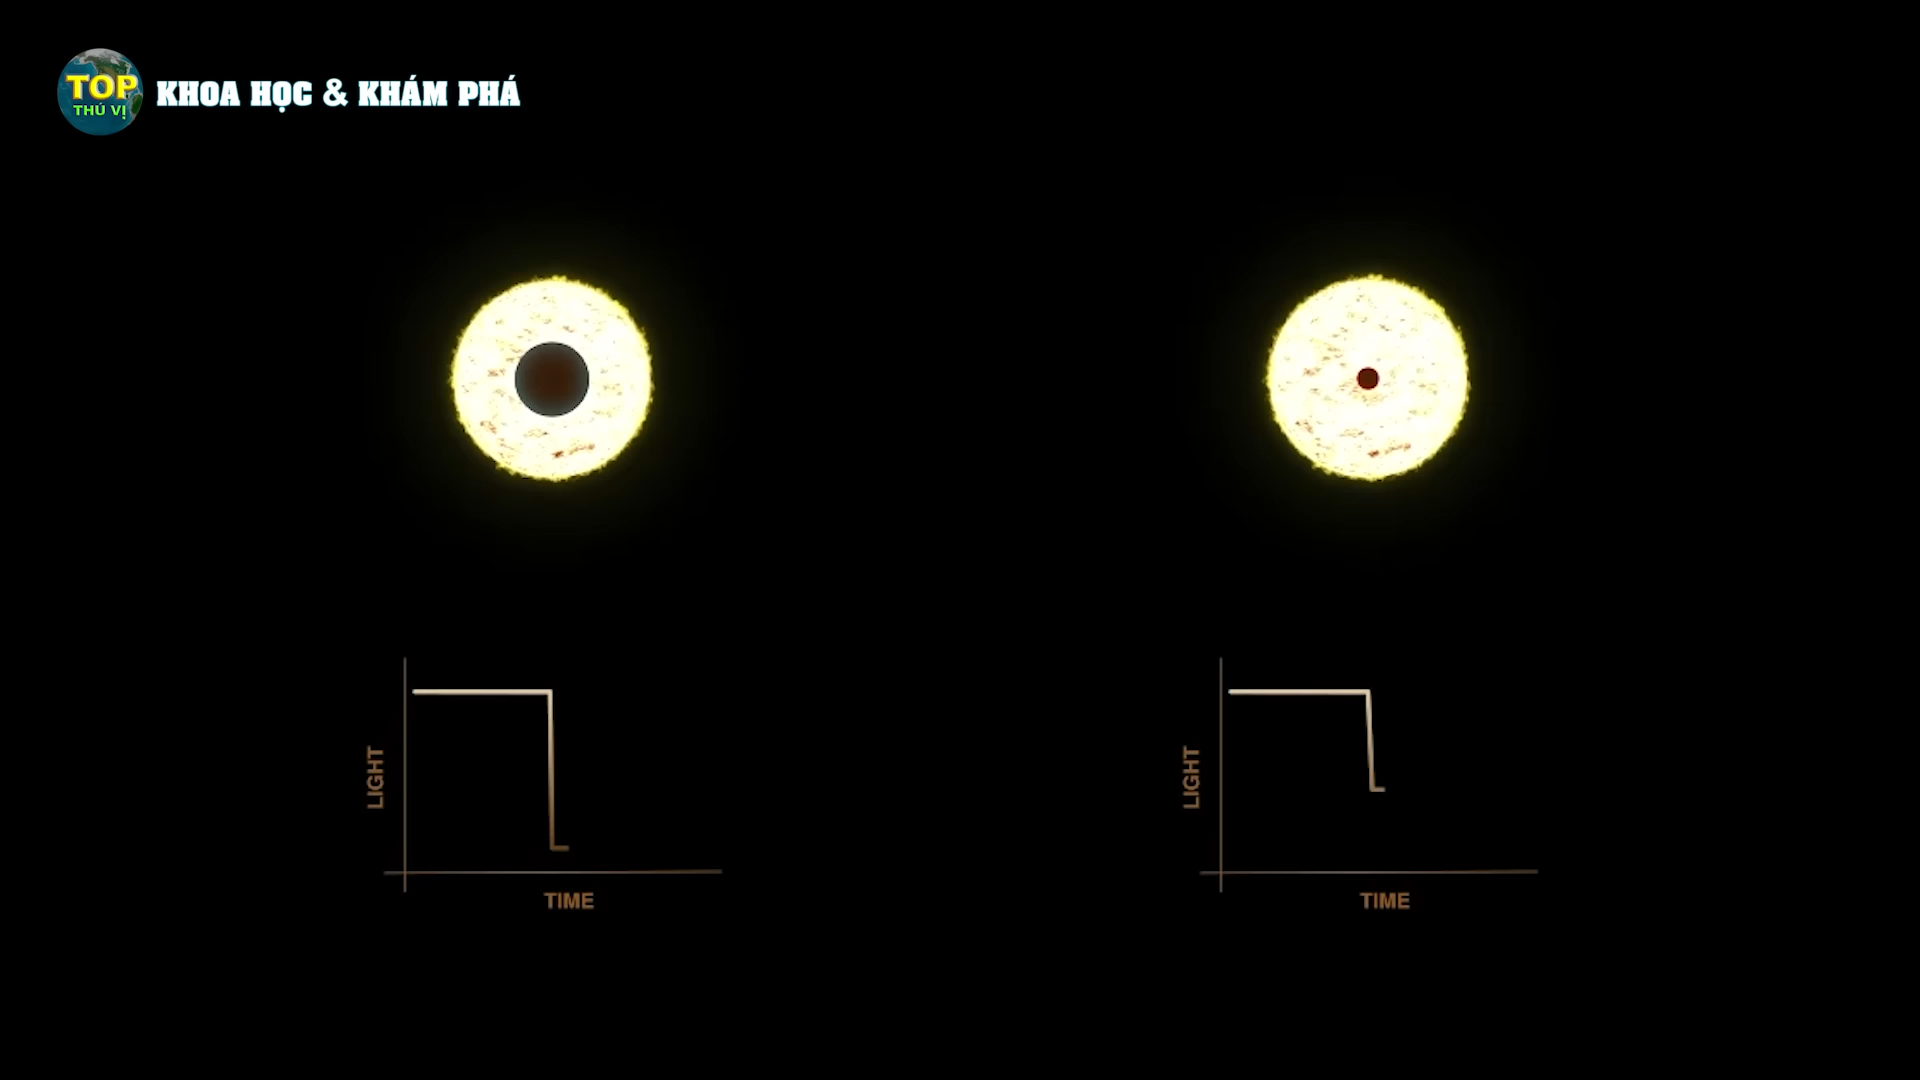 TOP
THÚ VỊ
KHOA HỌC & KHÁM PHÁ
LIGHT
TIME
LIGHT
TIME